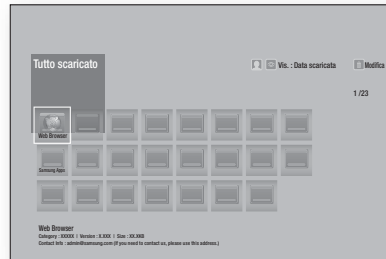 Tutto scaricato
Vis. : Data scaricata
Modifica
1 /23
Web Browser
Samsung Apps
Web Browser
Category : XXXXX I Version : X.XXX I Size : XX.XKB
Contact Info : admin@samsung.com (if you need to contact us, please use this address.)